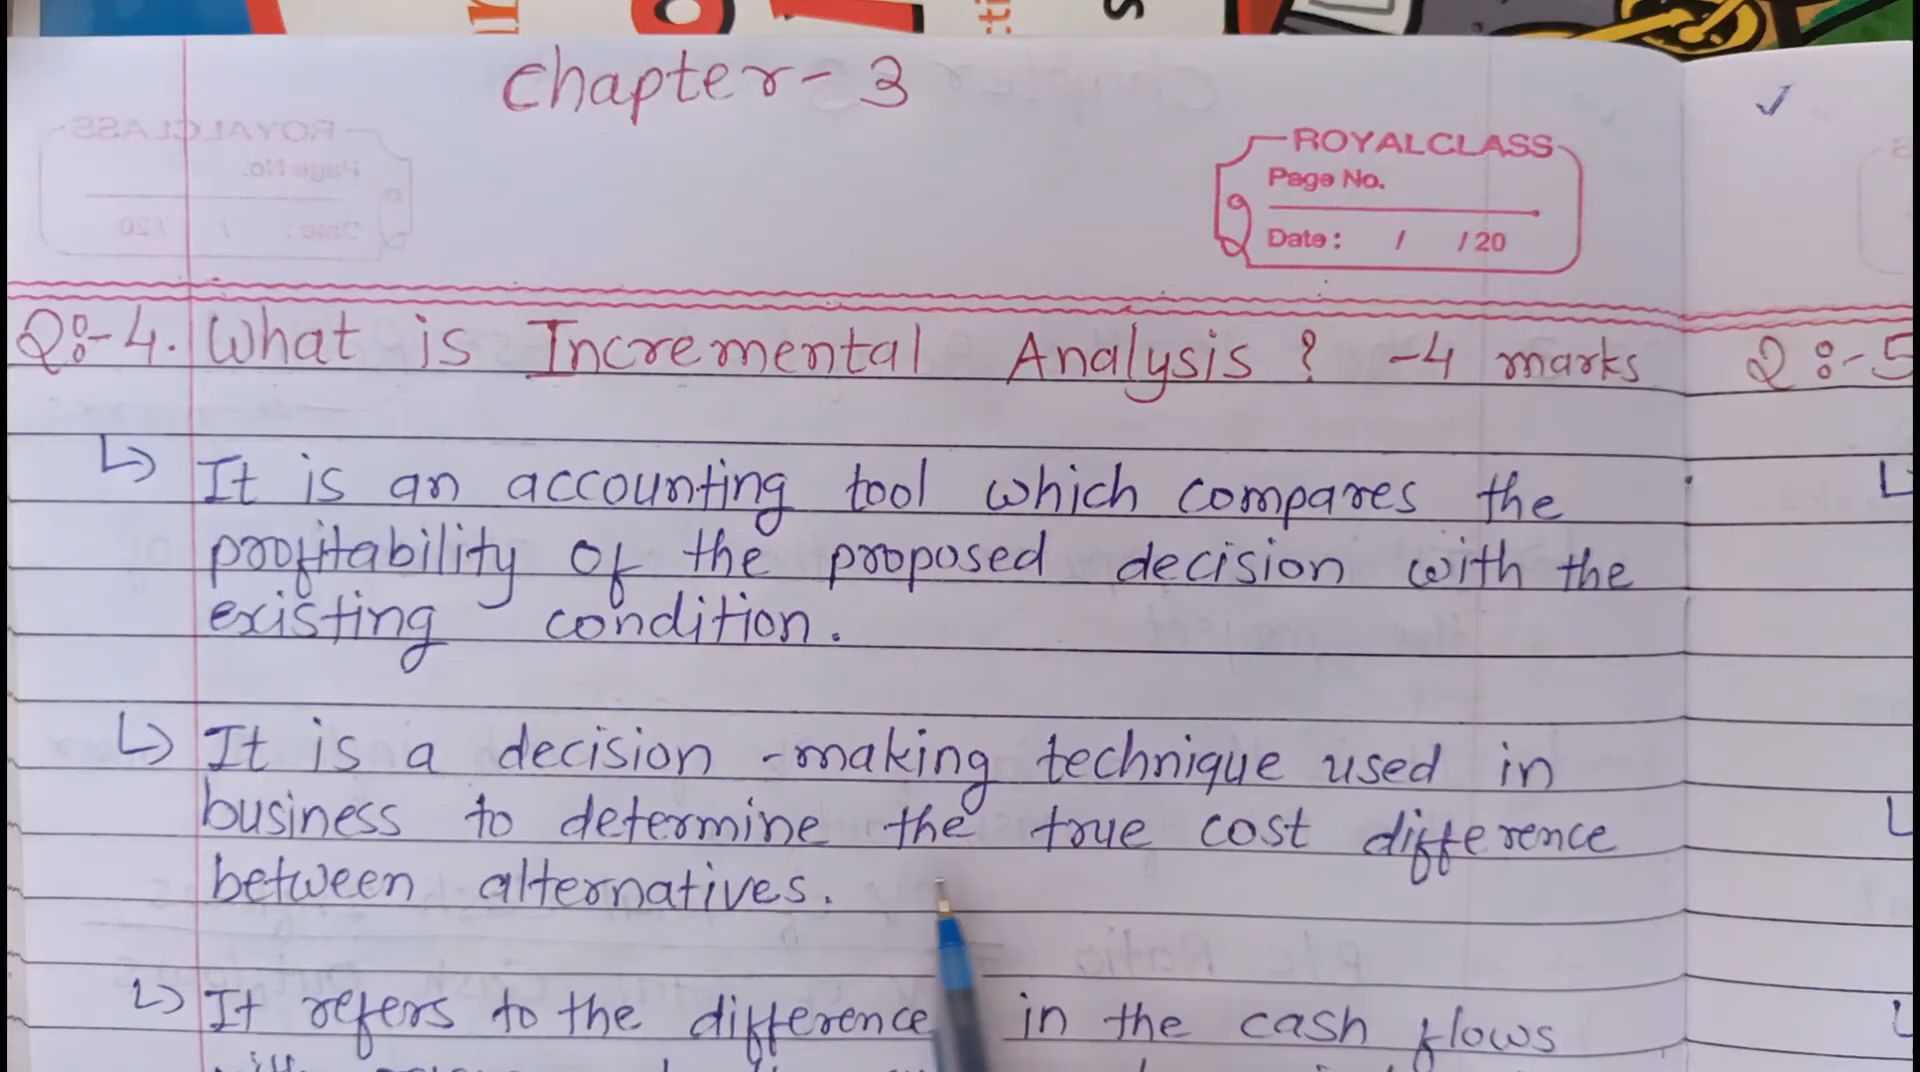 Chapter - 3
ROYALCLASS
Page No.
Date : / /20
Q:-4. What is Incremental Analysis ? -4 marks
Q:-5
↳ It is an accounting tool which compares the
profitability of the proposed decision with the
existing condition.
↳ It is a decision -making technique used in
business to determine the true cost difference
between alternatives.
↳ It refers to the difference in the cash flows